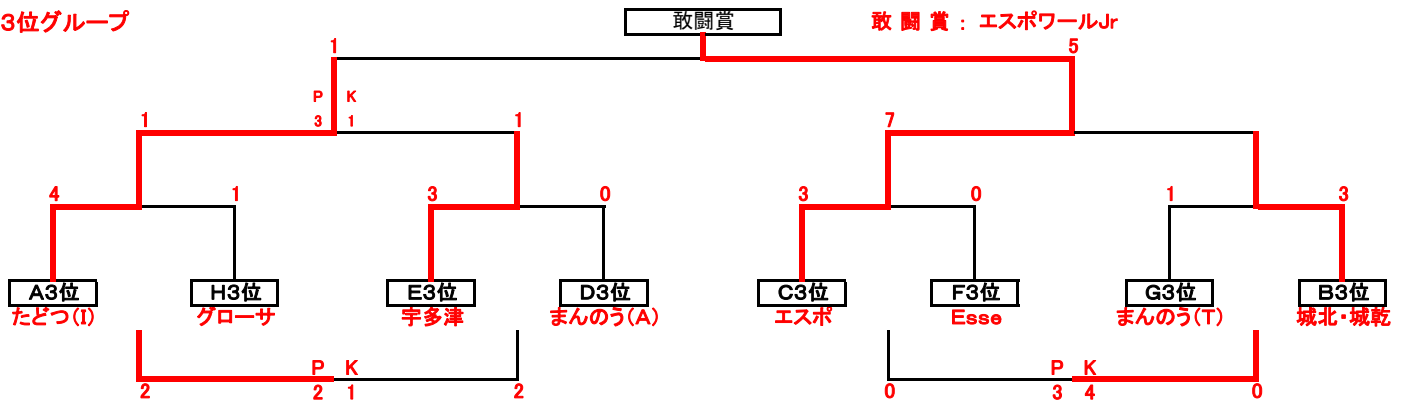 3位グループ
敢闘賞
敢 闘 賞 ： エスポワールJr
1 5
P K
3 1
1 1 7
4 1 3 0 3 0 1 3
A3位 H3位 E3位 D3位 C3位 F3位 G3位 B3位
たどつ(I) グローサ 宇多津 まんのう(A) エスポ Esse まんのう(T) 城北・城乾
P K P K
2 2 1 2 0 3 4 0